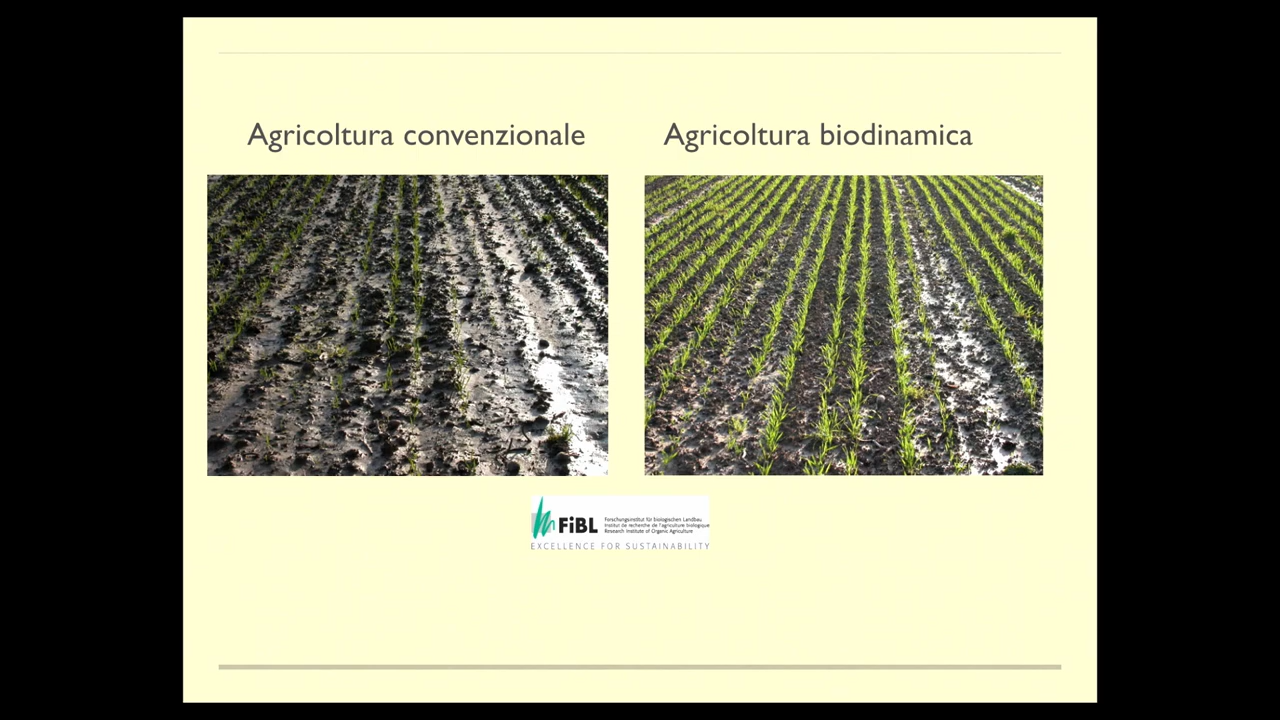 Agricoltura convenzionale
Agricoltura biodinamica
FiBL
Forschungsinstitut für biologischen Landbau
Institut de recherche de l'agriculture biologique
Research Institute of Organic Agriculture
EXCELLENCE FOR SUSTAINABILITY